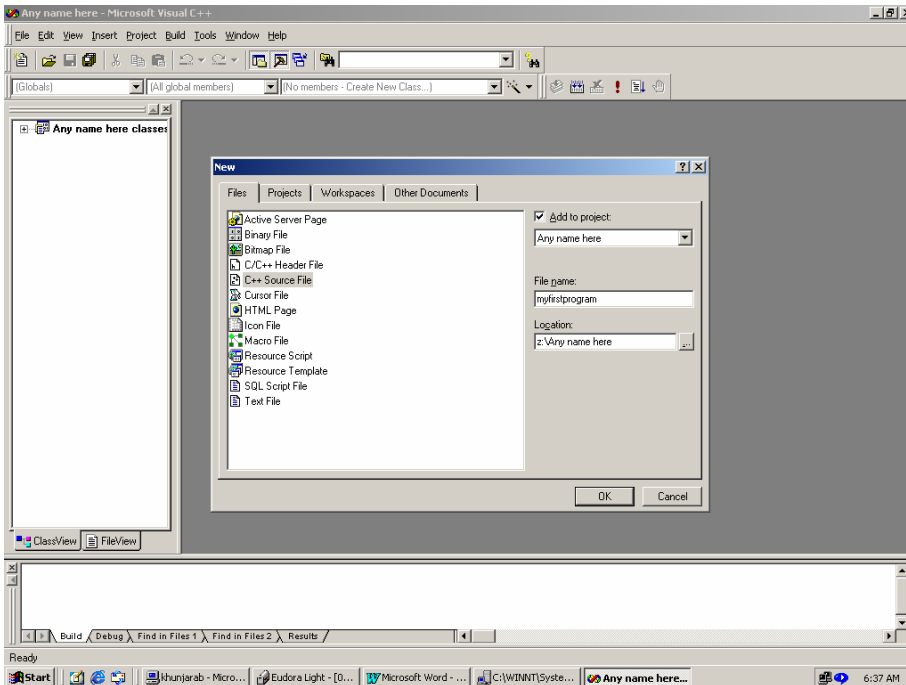 Any name here - Microsoft Visual C++
File Edit View Insert Project Build Tools Window Help
(Globals) (All global members) (No members - Create New Class...)
Any name here classes
New
Files Projects Workspaces Other Documents
Active Server Page
Binary File
Bitmap File
C/C++ Header File
C++ Source File
Cursor File
HTML Page
Icon File
Macro File
Resource Script
Resource Template
SQL Script File
Text File
Add to project:
Any name here
File name:
myfirstprogram
Location:
z:\Any name here
...
OK Cancel
ClassView FileView
Build Debug Find in Files 1 Find in Files 2 Results
Ready
Start khunjarab - Micro... Eudora Light - [0... Microsoft Word - ... C:\WINNT\Syste... Any name here... 6:37 AM